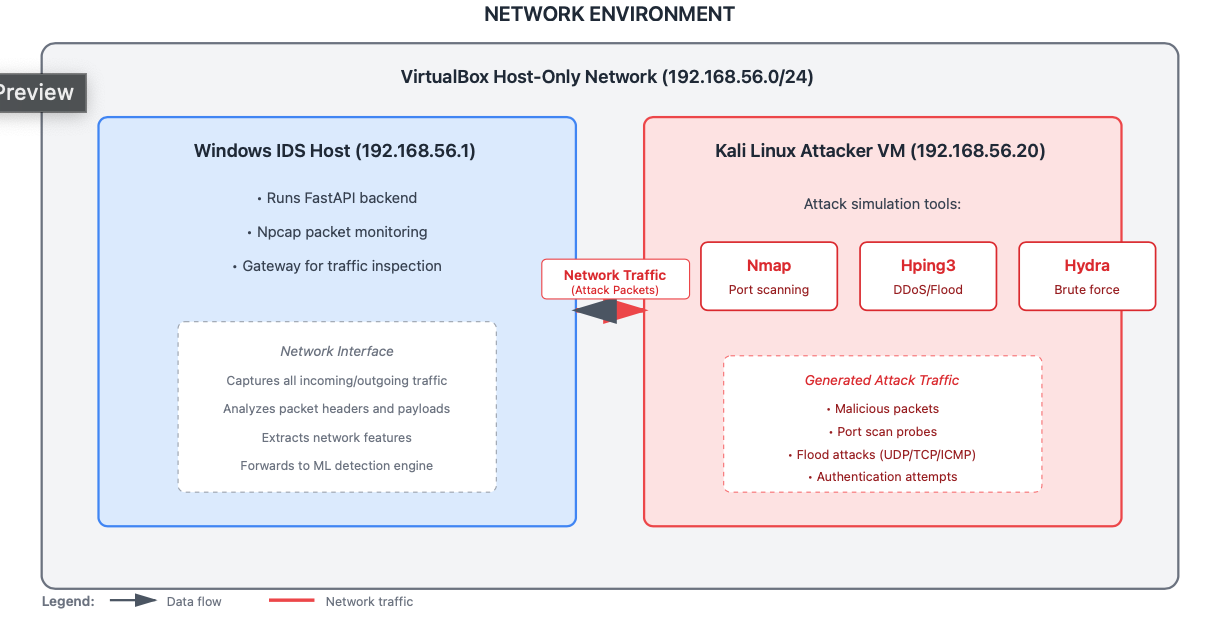 NETWORK ENVIRONMENT
VirtualBox Host-Only Network (192.168.56.0/24)
Preview
Windows IDS Host (192.168.56.1)
• Runs FastAPI backend
• Npcap packet monitoring
• Gateway for traffic inspection
Network Interface
Captures all incoming/outgoing traffic
Analyzes packet headers and payloads
Extracts network features
Forwards to ML detection engine
Network Traffic
(Attack Packets)
Kali Linux Attacker VM (192.168.56.20)
Attack simulation tools:
Nmap
Port scanning
Hping3
DDoS/Flood
Hydra
Brute force
Generated Attack Traffic
• Malicious packets
• Port scan probes
• Flood attacks (UDP/TCP/ICMP)
• Authentication attempts
Legend:
Data flow
Network traffic